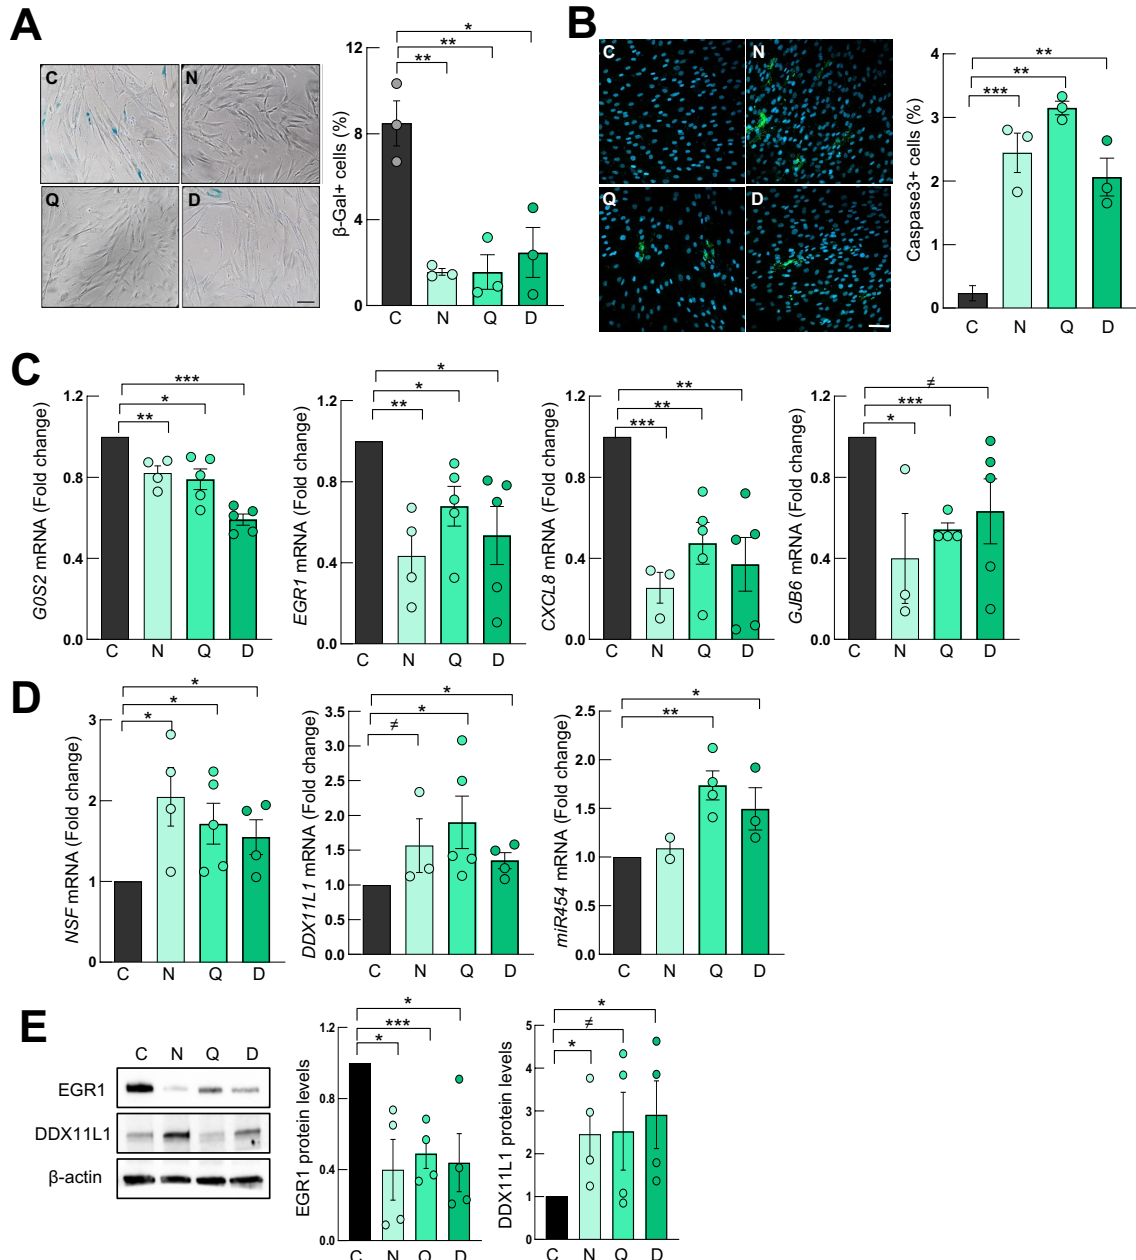 A
C
N
Q
D
β-Gal+ cells (%)
12
8
4
0
*
**
**
C N Q D
B
C
N
Q
D
Caspase3+ cells (%)
4
3
2
1
0
**
**
***
C N Q D
C
G0S2 mRNA (Fold change)
1.2
0.8
0.4
0.0
***
*
**
C N Q D
EGR1 mRNA (Fold change)
1.2
0.8
0.4
0.0
*
*
**
C N Q D
CXCL8 mRNA (Fold change)
1.2
0.8
0.4
0.0
**
**
***
C N Q D
GJB6 mRNA (Fold change)
1.2
0.8
0.4
0.0
≠
***
*
C N Q D
D
NSF mRNA (Fold change)
3
2
1
0
*
*
*
C N Q D
DDX11L1 mRNA (Fold change)
3.5
3.0
2.5
2.0
1.5
1.0
0.5
0.0
*
*
≠
C N Q D
miR454 mRNA (Fold change)
2.5
2.0
1.5
1.0
0.5
0.0
*
**
C N Q D
E
C N Q D
EGR1
DDX11L1
β-actin
EGR1 protein levels
1.2
0.8
0.4
0.0
*
***
*
C N Q D
DDX11L1 protein levels
5
4
3
2
1
0
*
≠
*
C N Q D